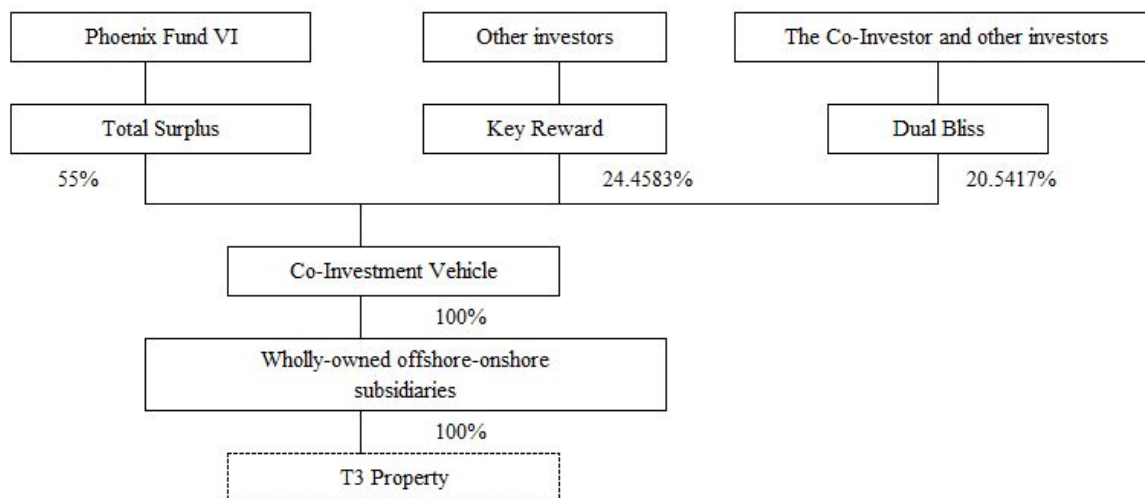 Phoenix Fund VI
Other investors
The Co-Investor and other investors
Total Surplus
Key Reward
Dual Bliss
55%
24.4583%
20.5417%
Co-Investment Vehicle
100%
Wholly-owned offshore-onshore
subsidiaries
100%
T3 Property